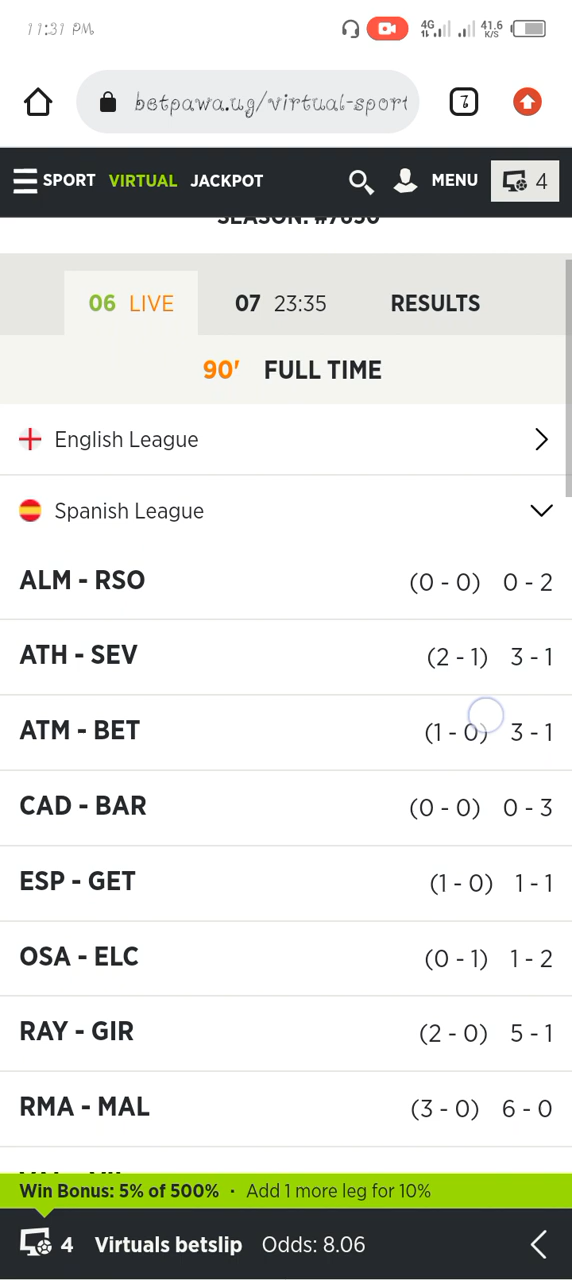 11:31 PM 4G 41.6 K/S
betpawa.ug/virtual-sport 7
SPORT VIRTUAL JACKPOT MENU 4
SEASON: #7690
06 LIVE 07 23:35 RESULTS
90' FULL TIME
English League
Spanish League
ALM - RSO (0 - 0) 0 - 2
ATH - SEV (2 - 1) 3 - 1
ATM - BET (1 - 0) 3 - 1
CAD - BAR (0 - 0) 0 - 3
ESP - GET (1 - 0) 1 - 1
OSA - ELC (0 - 1) 1 - 2
RAY - GIR (2 - 0) 5 - 1
RMA - MAL (3 - 0) 6 - 0
Win Bonus: 5% of 500% · Add 1 more leg for 10%
4 Virtuals betslip Odds: 8.06